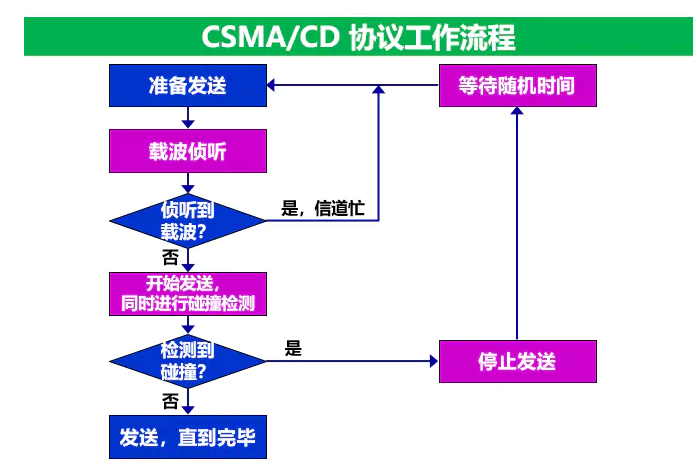 CSMA/CD 协议工作流程
准备发送
等待随机时间
载波侦听
侦听到
载波？
是，信道忙
否
开始发送，
同时进行碰撞检测
检测到
碰撞？
是
停止发送
否
发送，直到完毕